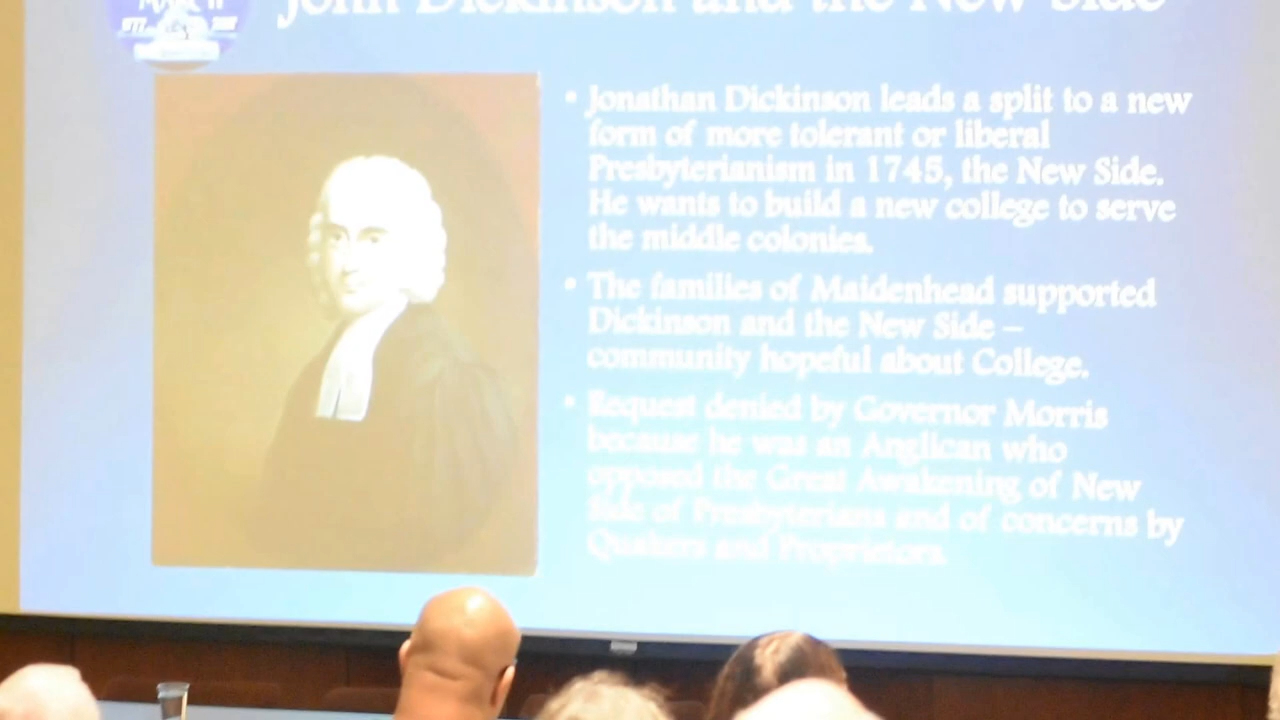 MARCH
John Dickinson and the New Side
• Jonathan Dickinson leads a split to a new
form of more tolerant or liberal
Presbyterianism in 1745, the New Side.
He wants to build a new college to serve
the middle colonies.
• The families of Maidenhead supported
Dickinson and the New Side –
community hopeful about College.
• Request denied by Governor Morris
because he was an Anglican who
opposed the Great Awakening of New
Side of Presbyterians and of concerns by
Quakers and Proprietors.